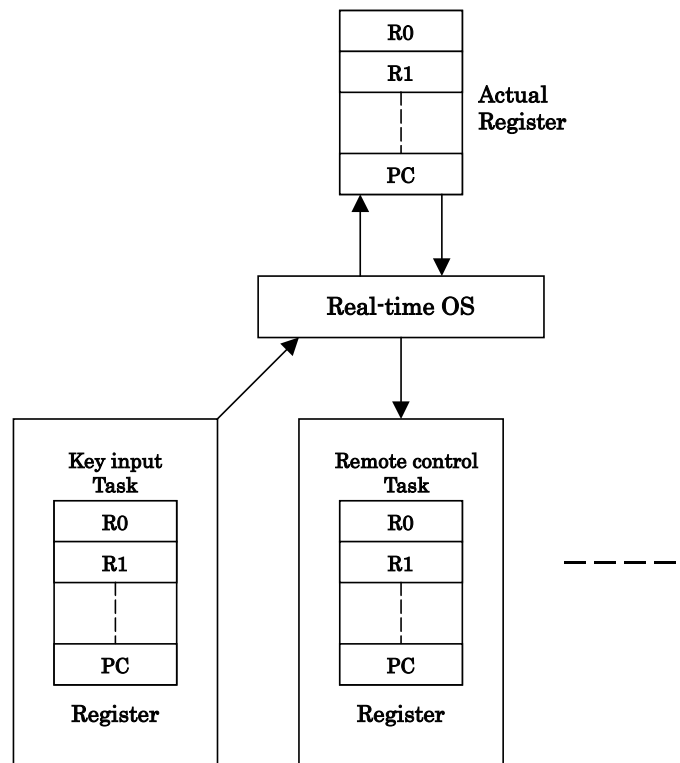 R0
R1
Actual
Register
PC
Real-time OS
Key input
Task
R0
R1
PC
Register
Remote control
Task
R0
R1
PC
Register